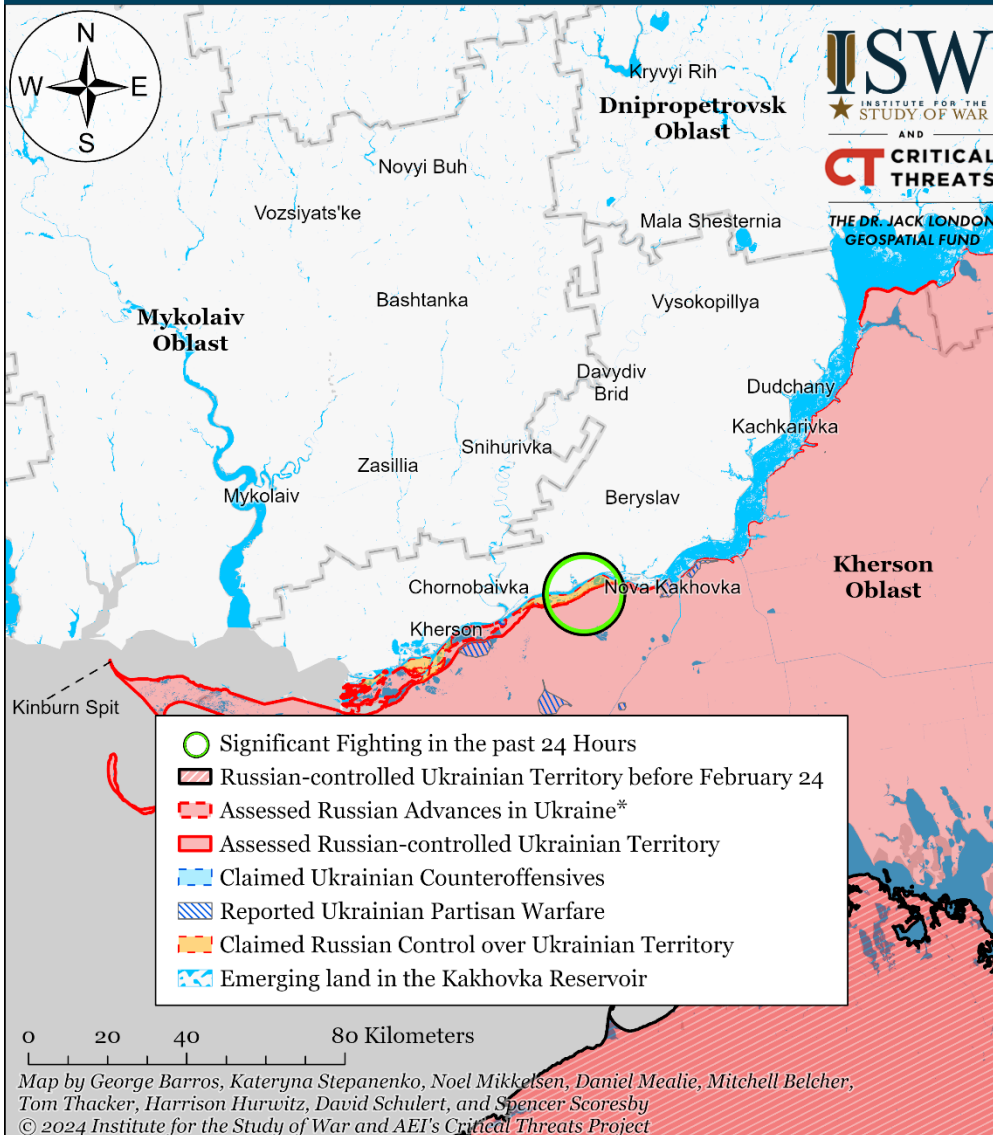 N
W
E
S
ISW
INSTITUTE FOR THE
STUDY OF WAR
AND
CT CRITICAL
THREATS
THE DR. JACK LONDON
GEOSPATIAL FUND
Kryvyi Rih
Dnipropetrovsk
Oblast
Novyi Buh
Vozsiyats'ke
Mala Shesternia
Bashtanka
Vysokopillya
Mykolaiv
Oblast
Davydiv
Brid
Dudchany
Kachkarivka
Snihurivka
Zasillia
Mykolaiv
Beryslav
Kherson
Oblast
Chornobaivka
Nova Kakhovka
Kherson
Kinburn Spit
Significant Fighting in the past 24 Hours
Russian-controlled Ukrainian Territory before February 24
Assessed Russian Advances in Ukraine*
Assessed Russian-controlled Ukrainian Territory
Claimed Ukrainian Counteroffensives
Reported Ukrainian Partisan Warfare
Claimed Russian Control over Ukrainian Territory
Emerging land in the Kakhovka Reservoir
0 20 40 80 Kilometers
Map by George Barros, Kateryna Stepanenko, Noel Mikkelsen, Daniel Mealie, Mitchell Belcher,
Tom Thacker, Harrison Hurwitz, David Schulert, and Spencer Scoresby
© 2024 Institute for the Study of War and AEI's Critical Threats Project